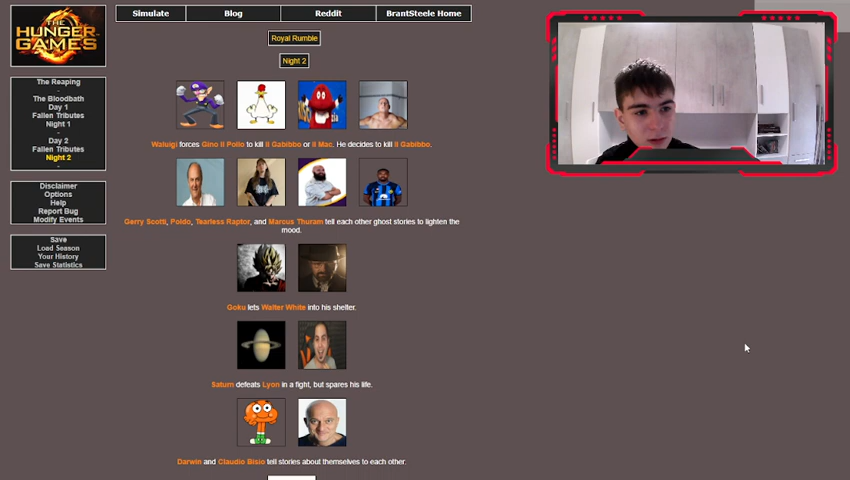 Simulate
Blog
Reddit
BrantSteele Home
THE
HUNGER
GAMES
Royal Rumble
Night 2
The Reaping
-
The Bloodbath
Day 1
Fallen Tributes
Night 1
-
Day 2
Fallen Tributes
Night 2
Disclaimer
Options
Help
Report Bug
Modify Events
Save
Load Season
Your History
Save Statistics
Waluigi forces Gino Il Pollo to kill Il Gabibbo or Il Mac. He decides to kill Il Gabibbo.
Gerry Scotti, Poldo, Tearless Raptor, and Marcus Thuram tell each other ghost stories to lighten the
mood.
Goku lets Walter White into his shelter.
Saturn defeats Lyon in a fight, but spares his life.
Darwin and Claudio Bisio tell stories about themselves to each other.